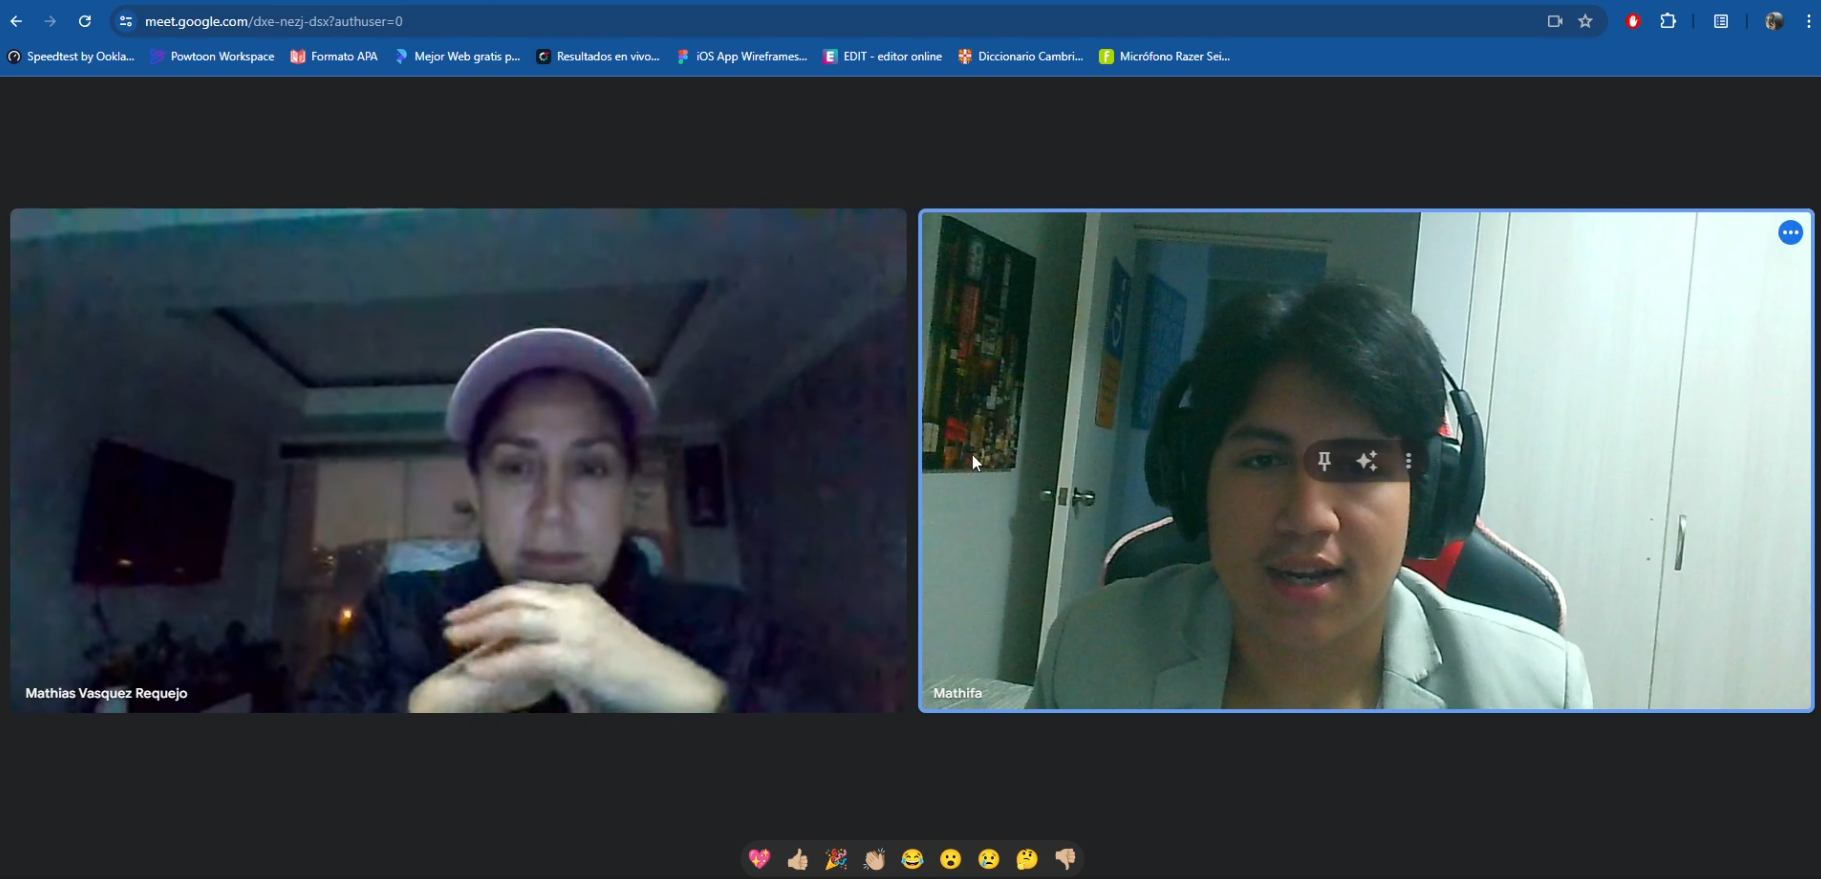 meet.google.com/dxe-nezj-dsx?authuser=0
Speedtest by Ookla...
Powtoon Workspace
Formato APA
Mejor Web gratis p...
Resultados en vivo...
iOS App Wireframes...
EDIT - editor online
Diccionario Cambri...
Micrófono Razer Sei...
Mathias Vasquez Requejo
Mathifa